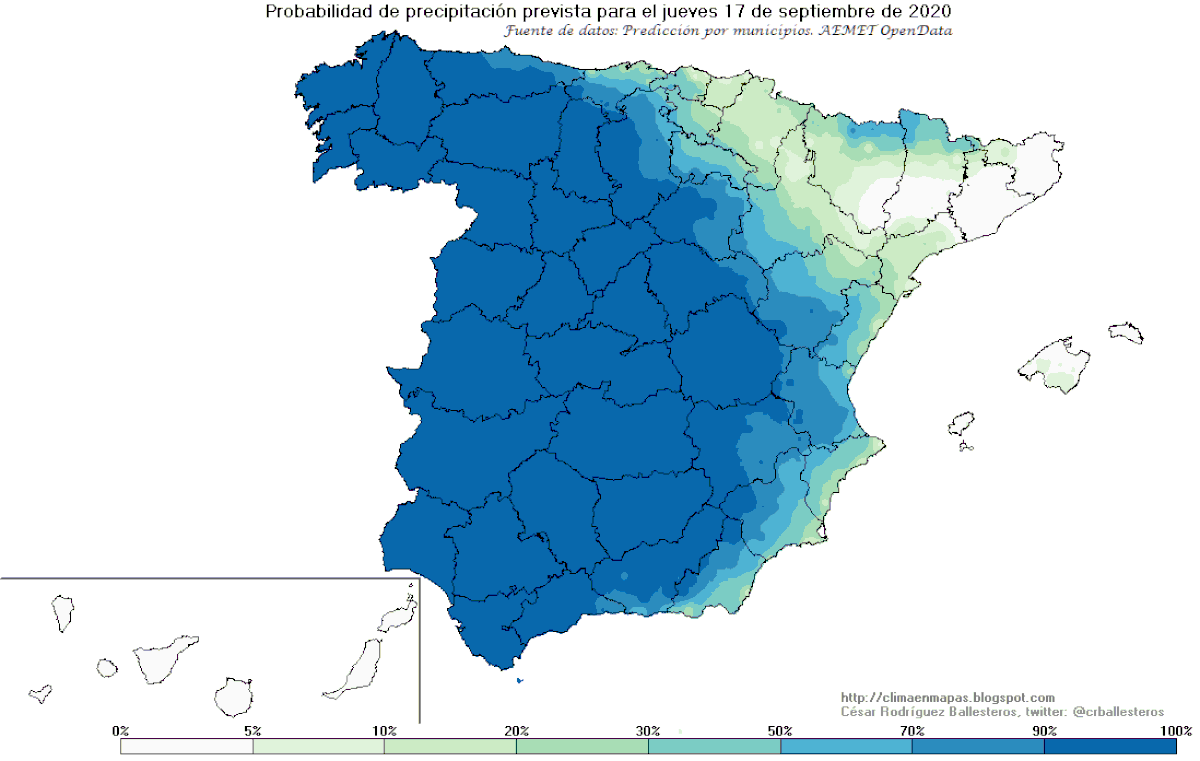 Probabilidad de precipitación prevista para el jueves 17 de septiembre de 2020
Fuente de datos: Predicción por municipios. AEMET OpenData
http://climaenmapas.blogspot.com
César Rodríguez Ballesteros, twitter: @crballesteros
0% 5% 10% 20% 30% 50% 70% 90% 100%